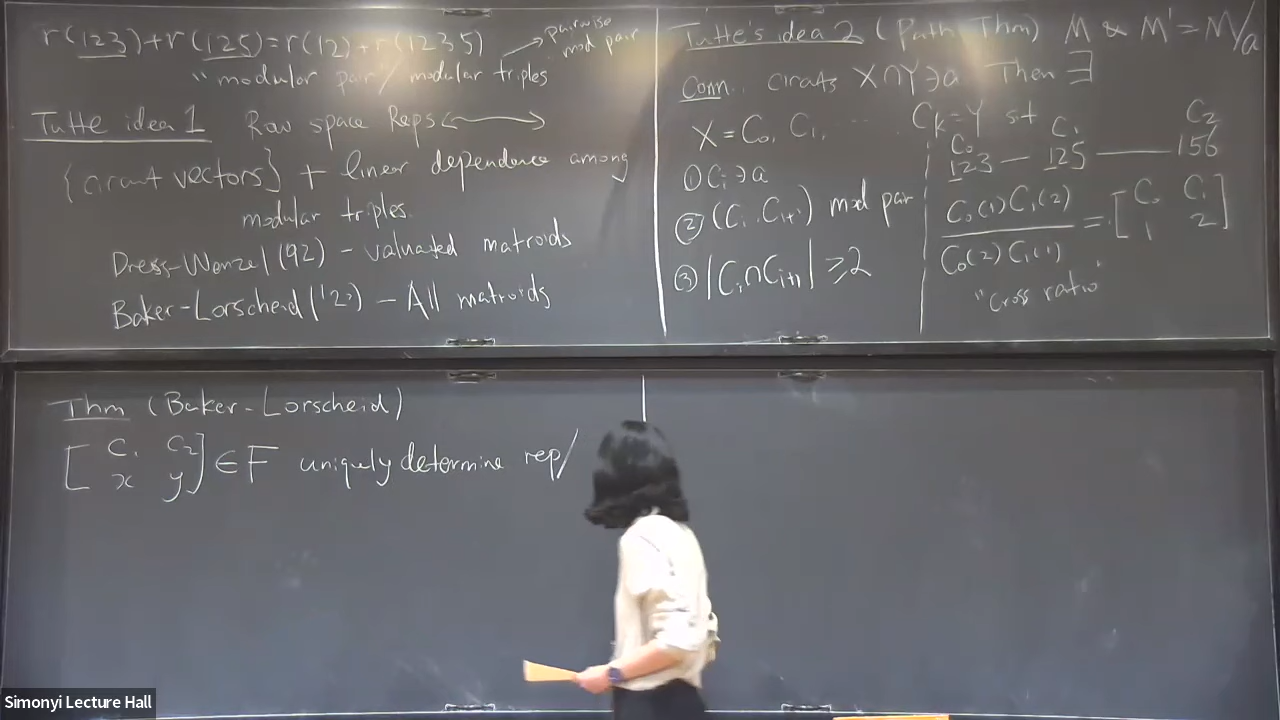 r(123)+r(125)=r(12)+r(1235)
pairwise
mod pair
"modular pair" / modular triples
Tutte idea 1 Row space Reps ⟷
{circuit vectors} + linear dependence among
modular triples.
Dress-Wenzel (92) - valuated matroids
Baker-Lorscheid ('20) - All matroids
Tutte's idea 2 (Path Thm) M & M' = M/a
Conn. circuits X∩Y∋a Then ∃
X = C₀, C₁, ... Cₖ=Y s.t
① Cᵢ∋a
② (Cᵢ, Cᵢ₊₁) mod pair
③ |Cᵢ∩Cᵢ₊₁| ≥2
C₀ C₁ C₂
123 — 125 — 156
C₀(1)C₁(2)
C₀(2)C₁(1)
= [C₀ C₁
1 2]
"Cross ratio"
Thm (Baker-Lorscheid)
[C₁ C₂
x y] ∈ F uniquely determine rep/
Simonyi Lecture Hall